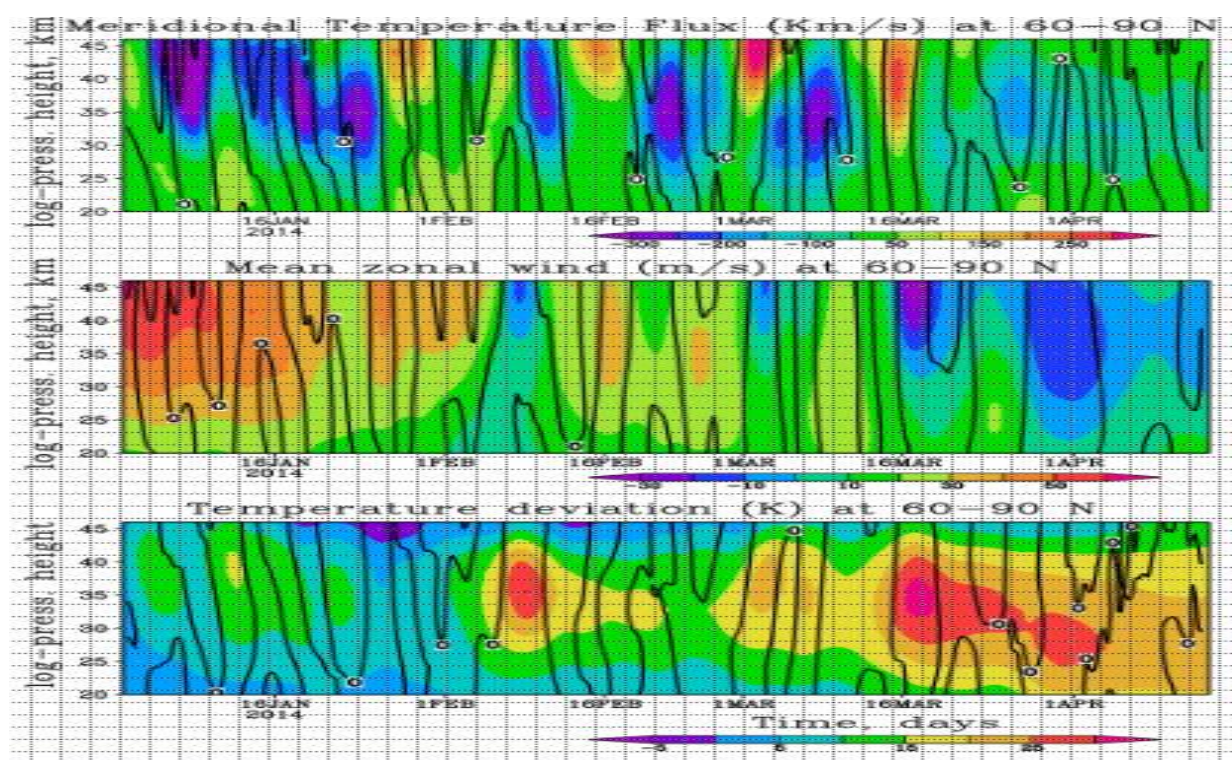 Meridional Temperature Flux (Km/s) at 60-90 N
log-press, height, km
45
40
35
30
25
20
16JAN 1FEB 16FEB 1MAR 16MAR 1APR
2014
-300 -200 -100 50 150 250
Mean zonal wind (m/s) at 60-90 N
log-press, height, km
45
40
35
30
25
20
16JAN 1FEB 16FEB 1MAR 16MAR 1APR
2014
-10 10 30
Temperature deviation (K) at 60-90 N
log-press, height
45
40
35
30
25
20
16JAN 1FEB 16FEB 1MAR 16MAR 1APR
2014
Time, days
-5 5 15 25